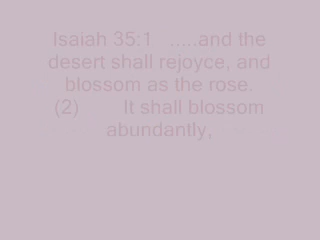 Isaiah 35:1 .....and the
desert shall rejoyce, and
blossom as the rose.
(2) It shall blossom
abundantly,